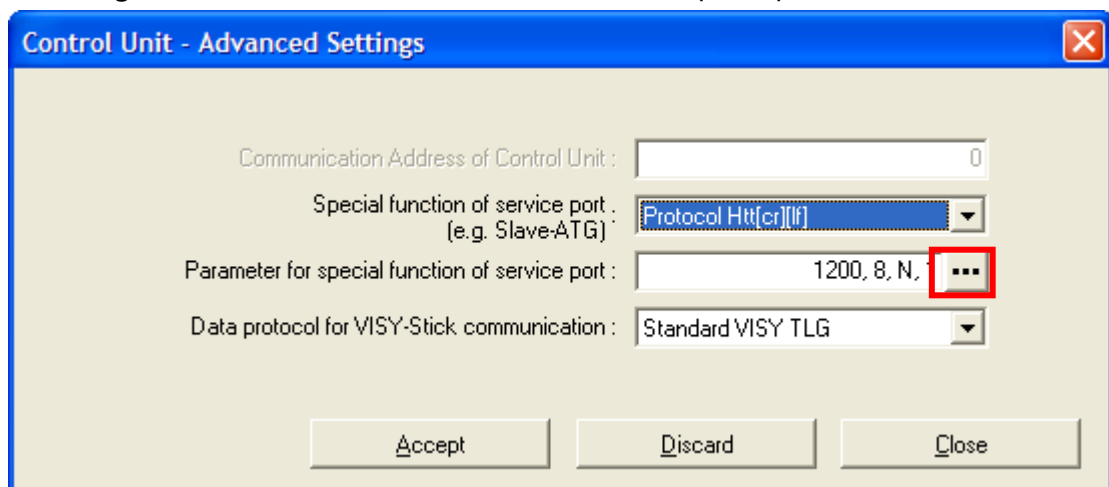 Control Unit - Advanced Settings
Communication Address of Control Unit : 0
Special function of service port .
(e.g. Slave-ATG) :
Protocol Htt[cr][lf]
Parameter for special function of service port : 1200, 8, N, ...
Data protocol for VISY-Stick communication : Standard VISY TLG
Accept Discard Close